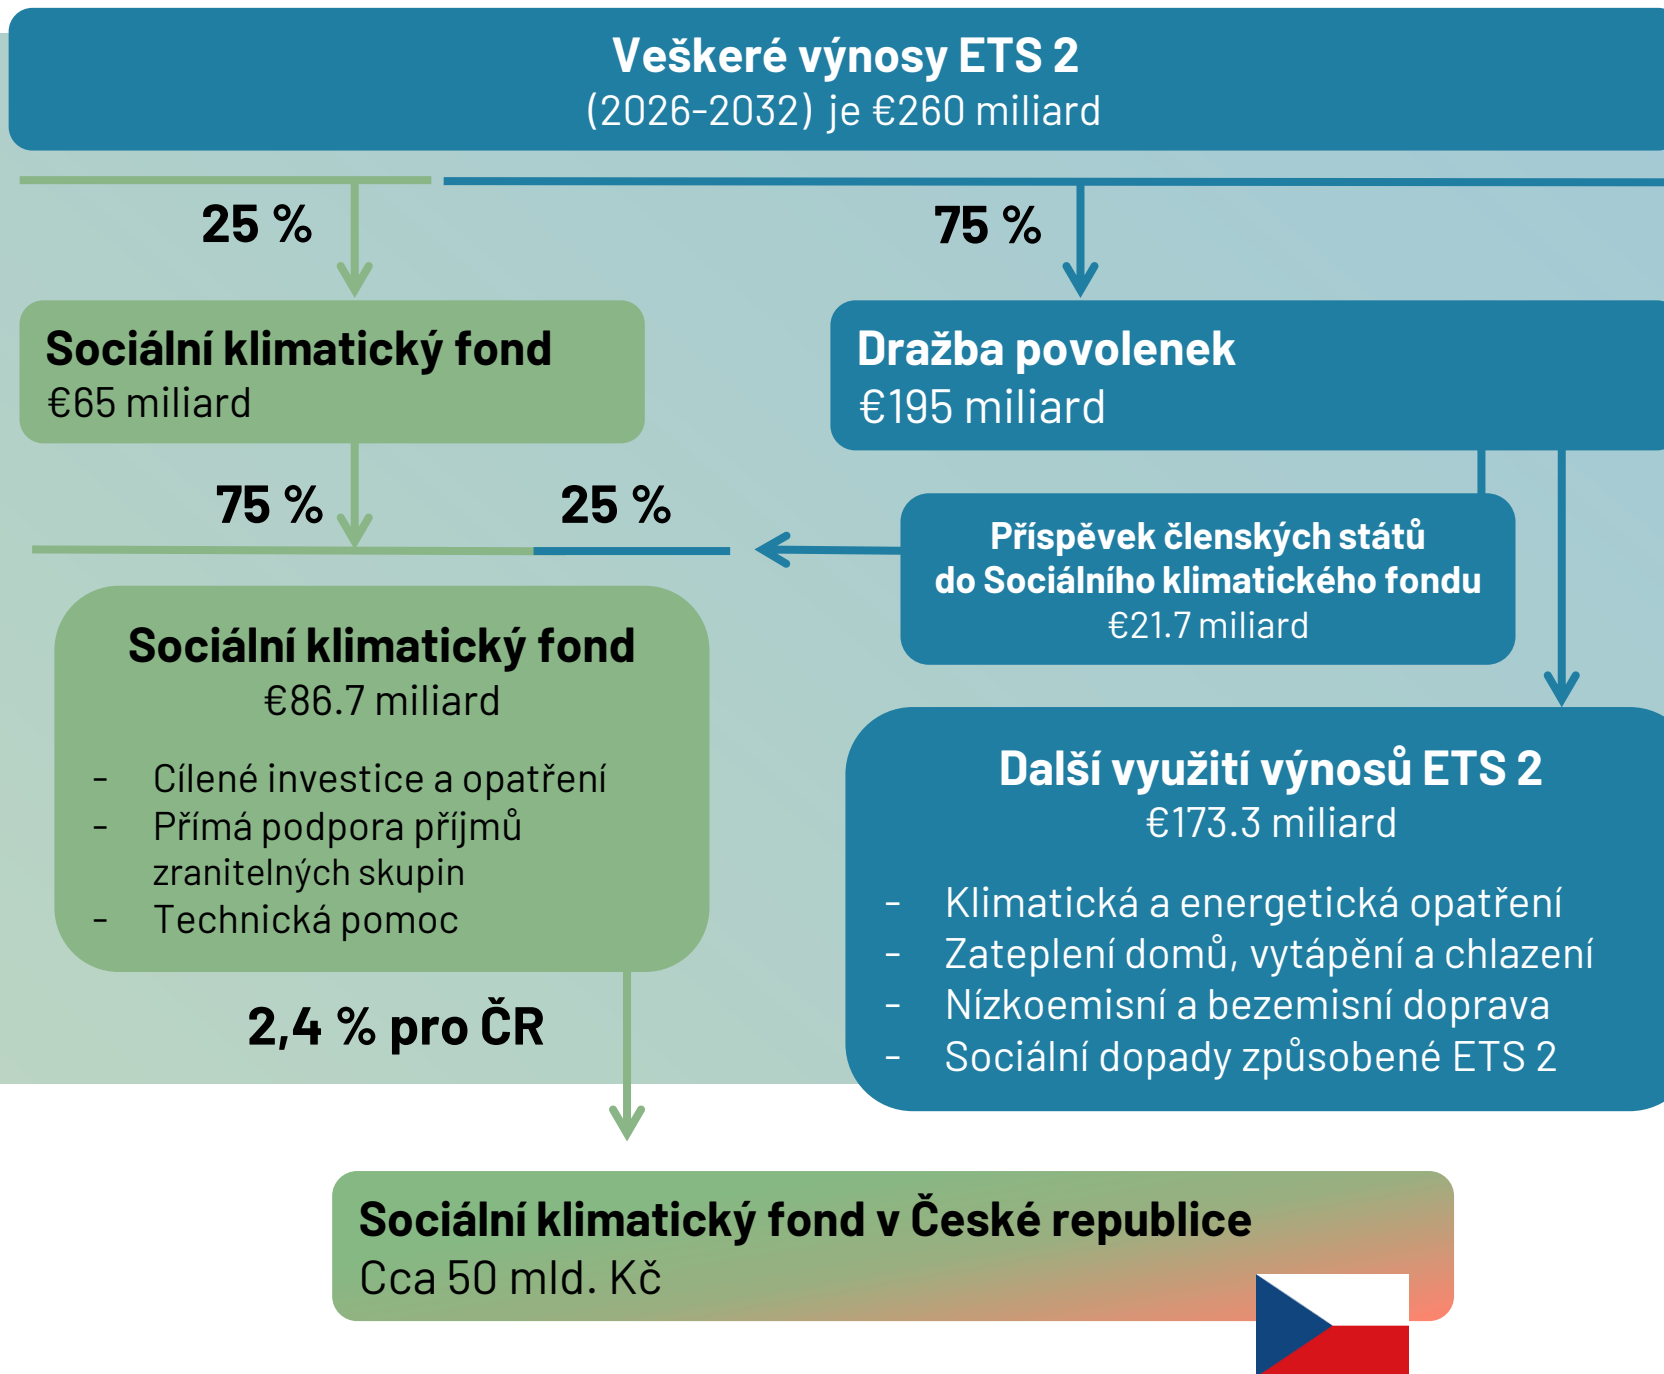 Veškeré výnosy ETS 2
(2026-2032) je €260 miliard
25 %
75 %
Sociální klimatický fond
€65 miliard
Dražba povolenek
€195 miliard
75 %
25 %
Příspěvek členských států
do Sociálního klimatického fondu
€21.7 miliard
Sociální klimatický fond
€86.7 miliard
- Cílené investice a opatření
- Přímá podpora příjmů
zranitelných skupin
- Technická pomoc
Další využití výnosů ETS 2
€173.3 miliard
- Klimatická a energetická opatření
- Zateplení domů, vytápění a chlazení
- Nízkoemisní a bezemisní doprava
- Sociální dopady způsobené ETS 2
2,4 % pro ČR
Sociální klimatický fond v České republice
Cca 50 mld. Kč